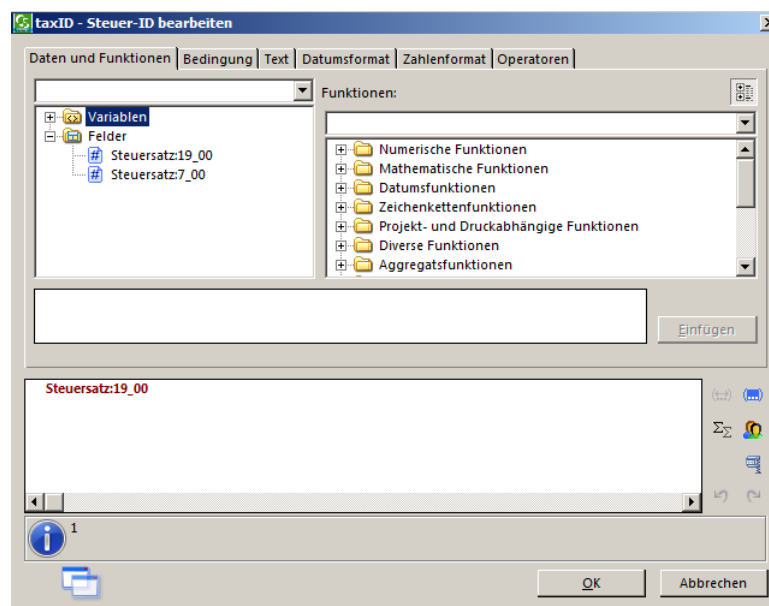 taxID - Steuer-ID bearbeiten
Daten und Funktionen Bedingung Text Datumsformat Zahlenformat Operatoren
Funktionen:
Variablen
Felder
Steuersatz:19_00
Steuersatz:7_00
Numerische Funktionen
Mathematische Funktionen
Datumsfunktionen
Zeichenkettenfunktionen
Projekt- und Druckabhängige Funktionen
Diverse Funktionen
Aggregatsfunktionen
Einfügen
Steuersatz:19_00
1
OK Abbrechen